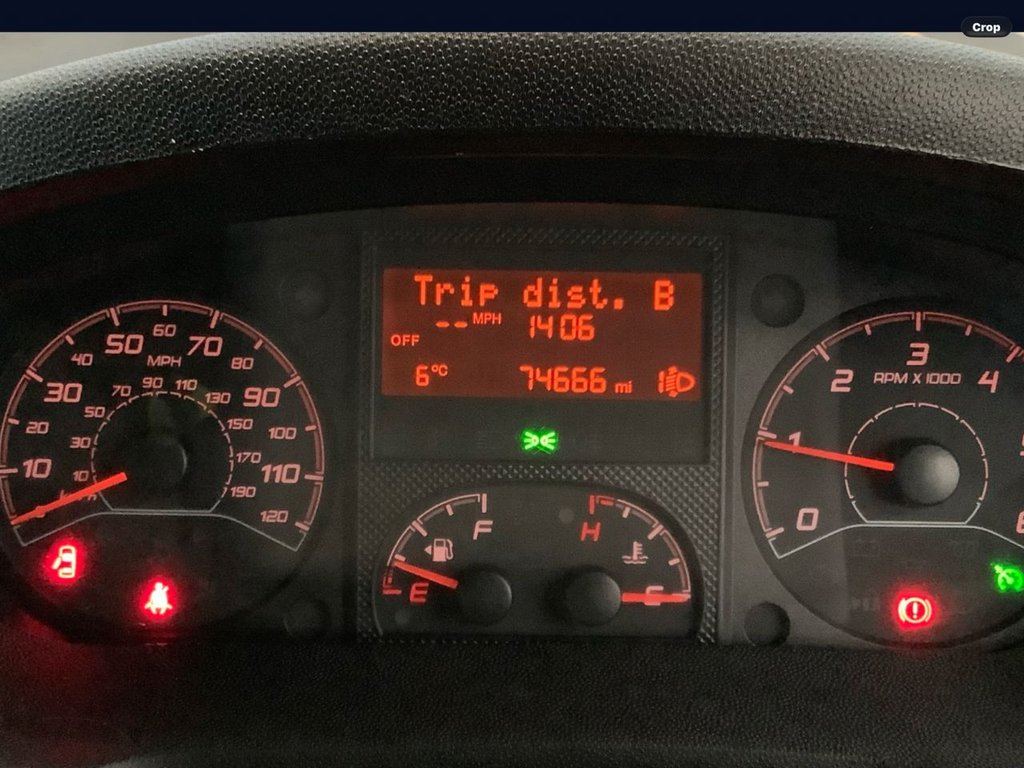 Crop
Trip dist. B
-- MPH 1406
OFF
6°C 74666 mi
10 20 30 40 50 60 70 80 90 100 110 120
MPH
10 30 50 70 90 110 130 150 170 190
km/h
F
E
H
C
0 1 2 3 4
RPM X 1000